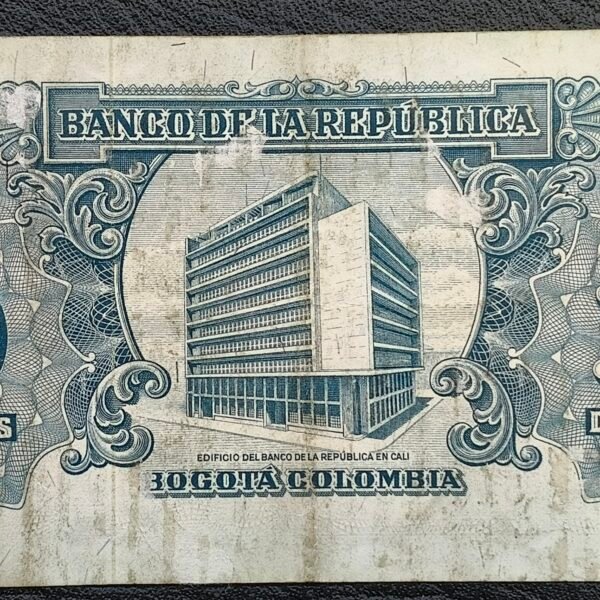 BANCO DE LA REPÚBLICA
EDIFICIO DEL BANCO DE LA REPÚBLICA EN CALI
BOGOTÁ COLOMBIA